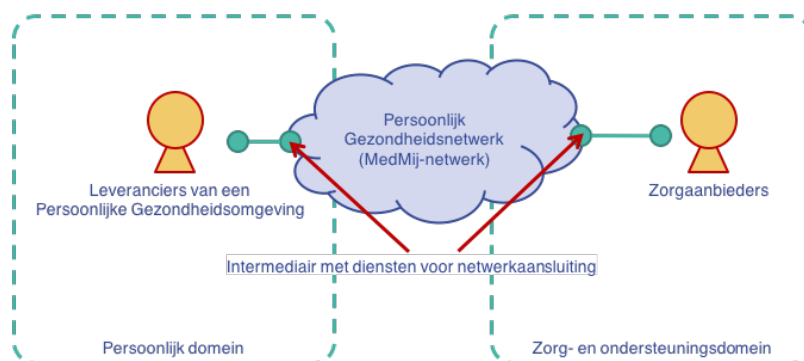 Persoonlijk
Gezondheidsnetwerk
(MedMij-netwerk)
Leveranciers van een
Persoonlijke Gezondheidsomgeving
Zorgaanbieders
Intermediair met diensten voor netwerkaansluiting
Persoonlijk domein
Zorg- en ondersteuningsdomein